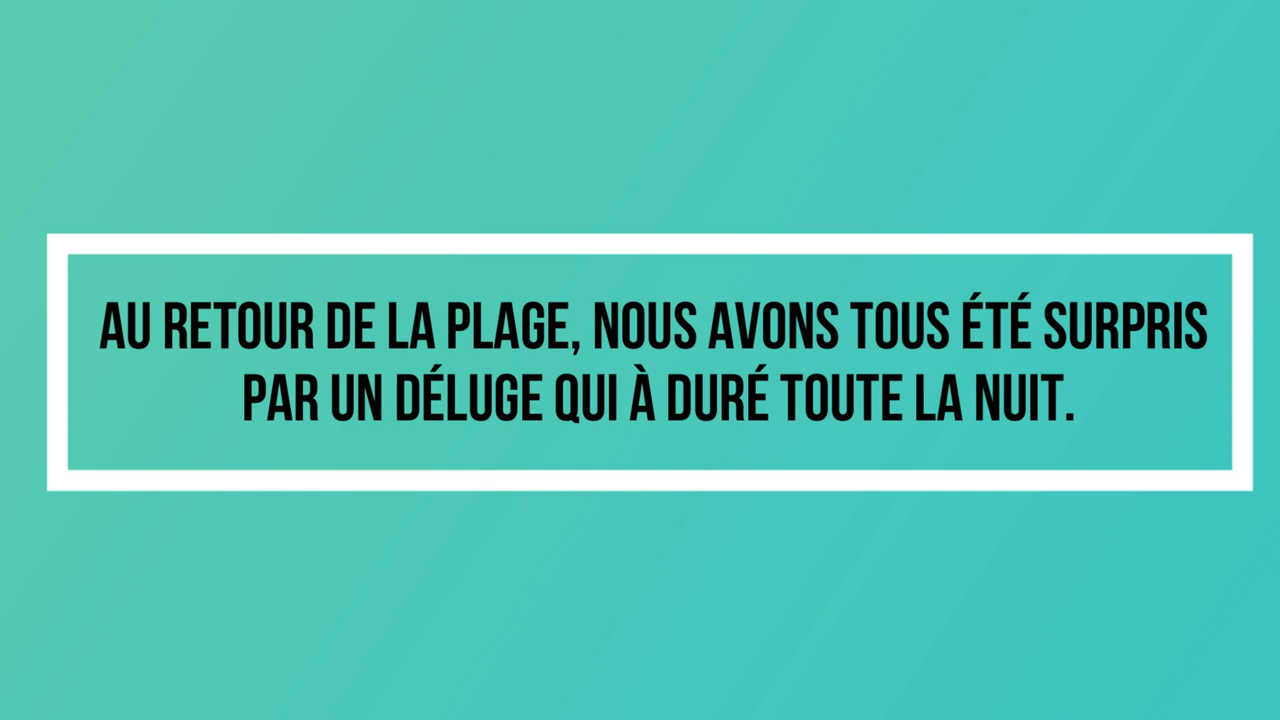 AU RETOUR DE LA PLAGE, NOUS AVONS TOUS ÉTÉ SURPRIS
PAR UN DÉLUGE QUI À DURÉ TOUTE LA NUIT.